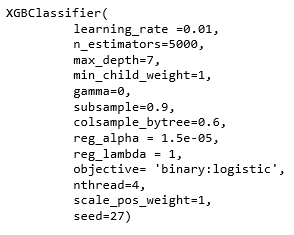 XGBClassifier(
learning_rate =0.01,
n_estimators=5000,
max_depth=7,
min_child_weight=1,
gamma=0,
subsample=0.9,
colsample_bytree=0.6,
reg_alpha = 1.5e-05,
reg_lambda = 1,
objective= 'binary:logistic',
nthread=4,
scale_pos_weight=1,
seed=27)